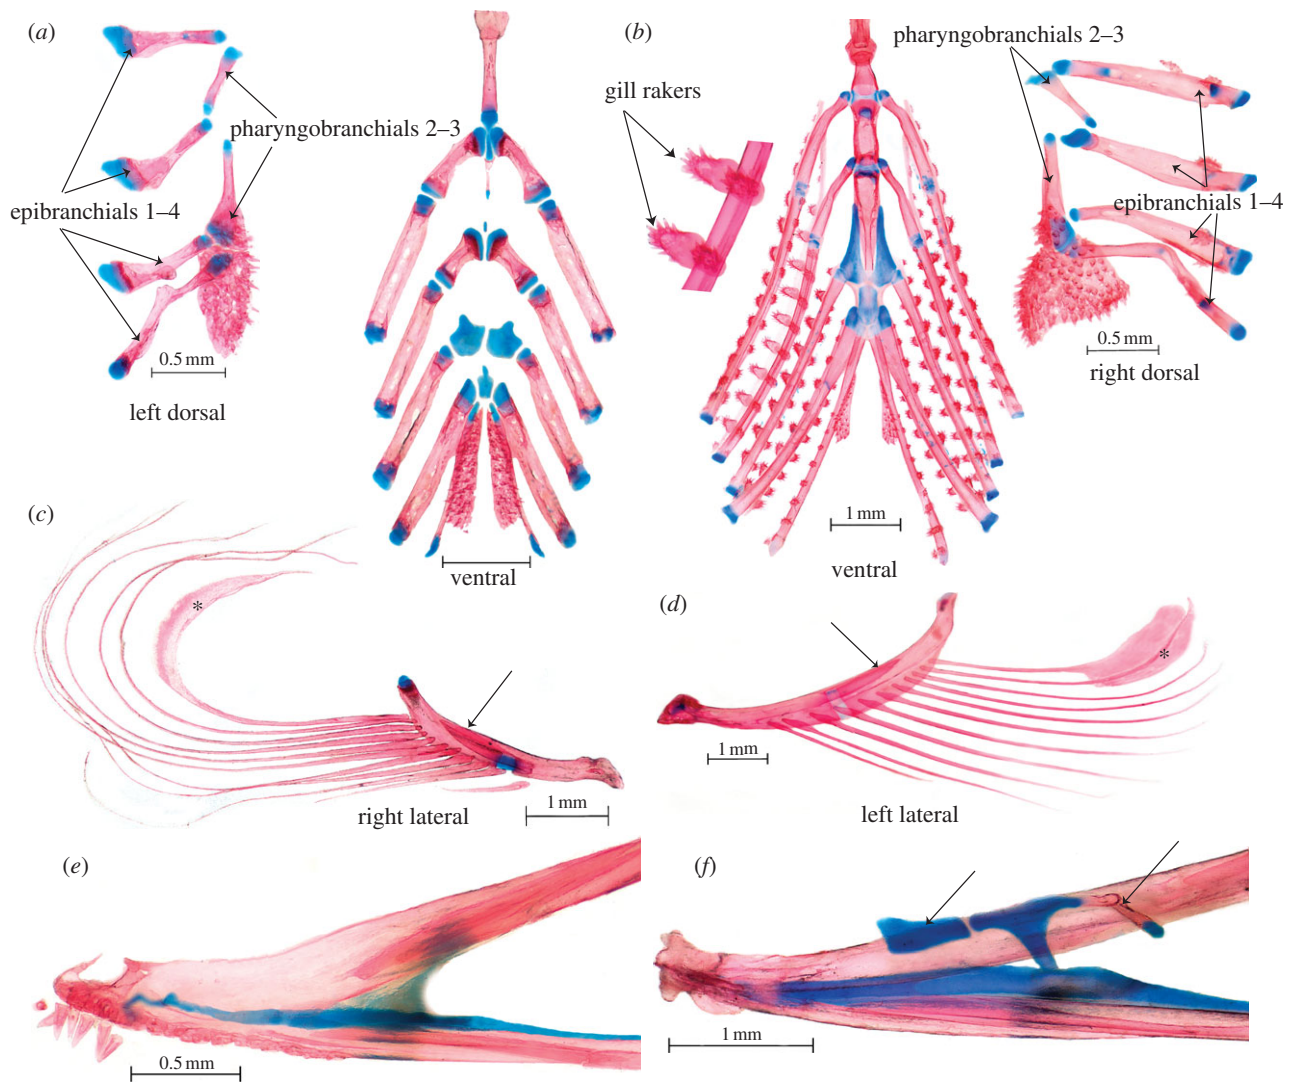 (a)
pharyngobranchials 2–3
epibranchials 1–4
0.5 mm
left dorsal
ventral
(b)
pharyngobranchials 2–3
gill rakers
epibranchials 1–4
0.5 mm
right dorsal
1 mm
ventral
(c)
*
right lateral
1 mm
(d)
*
1 mm
left lateral
(e)
0.5 mm
(f)
1 mm